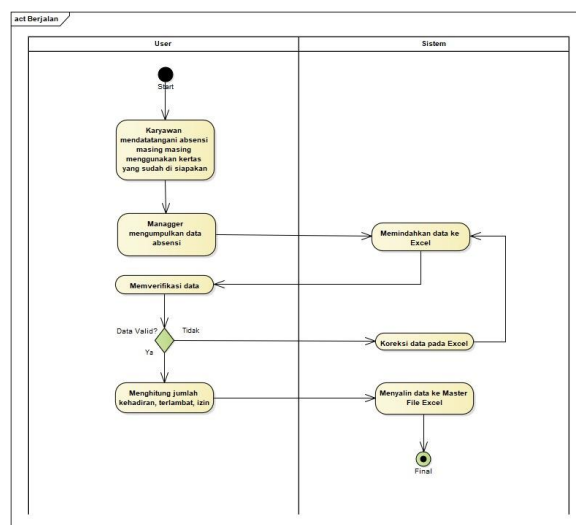 act Berjalan
User
Sistem
Start
Karyawan
mendatatangani absensi
masing masing
menggunakan kertas
yang sudah di siapakan
Managger
mengumpulkan data
absensi
Memindahkan data ke
Excel
Memverifikasi data
Data Valid?
Tidak
Ya
Koreksi data pada Excel
Menghitung jumlah
kehadiran, terlambat, izin
Menyalin data ke Master
File Excel
Final